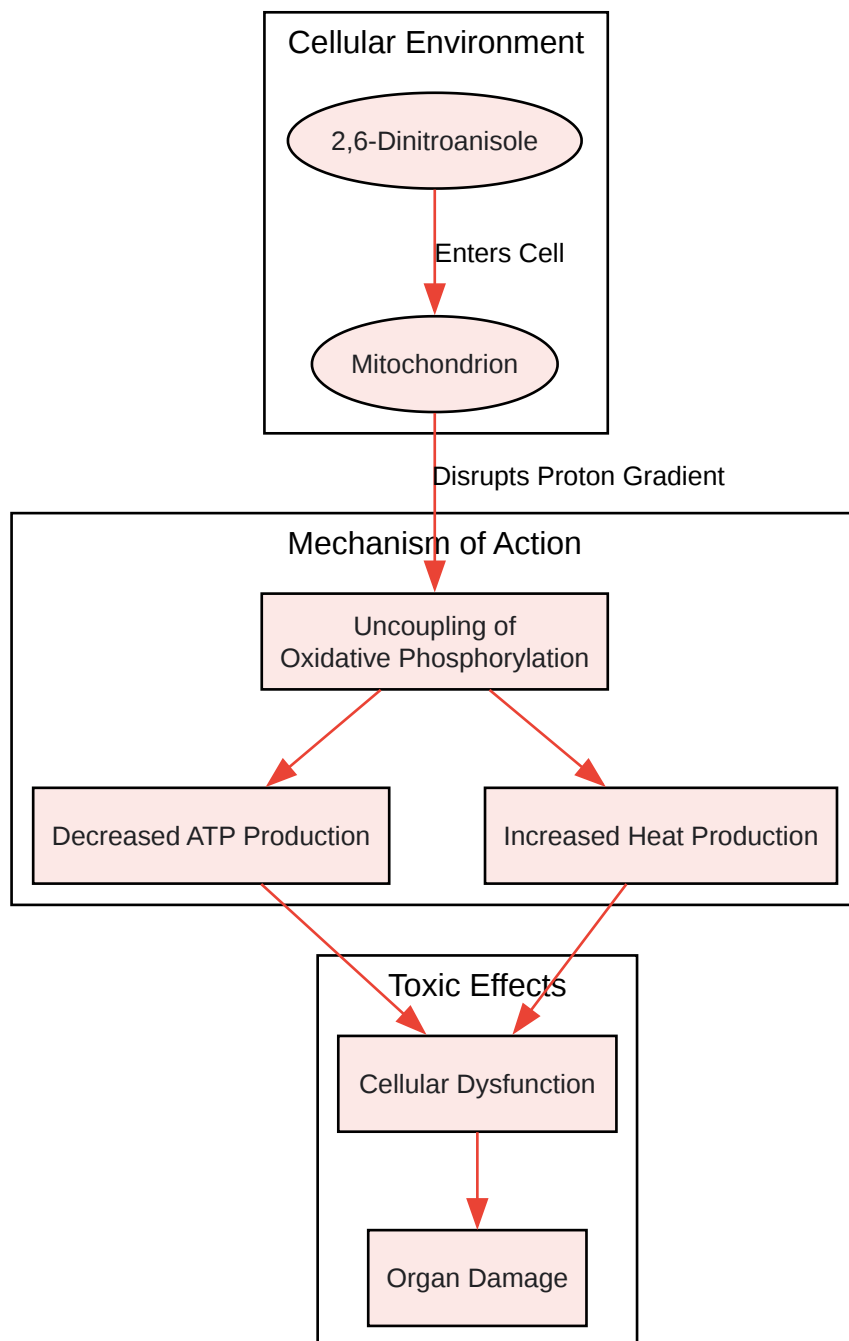 Cellular Environment
2,6-Dinitroanisole
Enters Cell
Mitochondrion
Disrupts Proton Gradient
Mechanism of Action
Uncoupling of
Oxidative Phosphorylation
Decreased ATP Production
Increased Heat Production
Toxic Effects
Cellular Dysfunction
Organ Damage